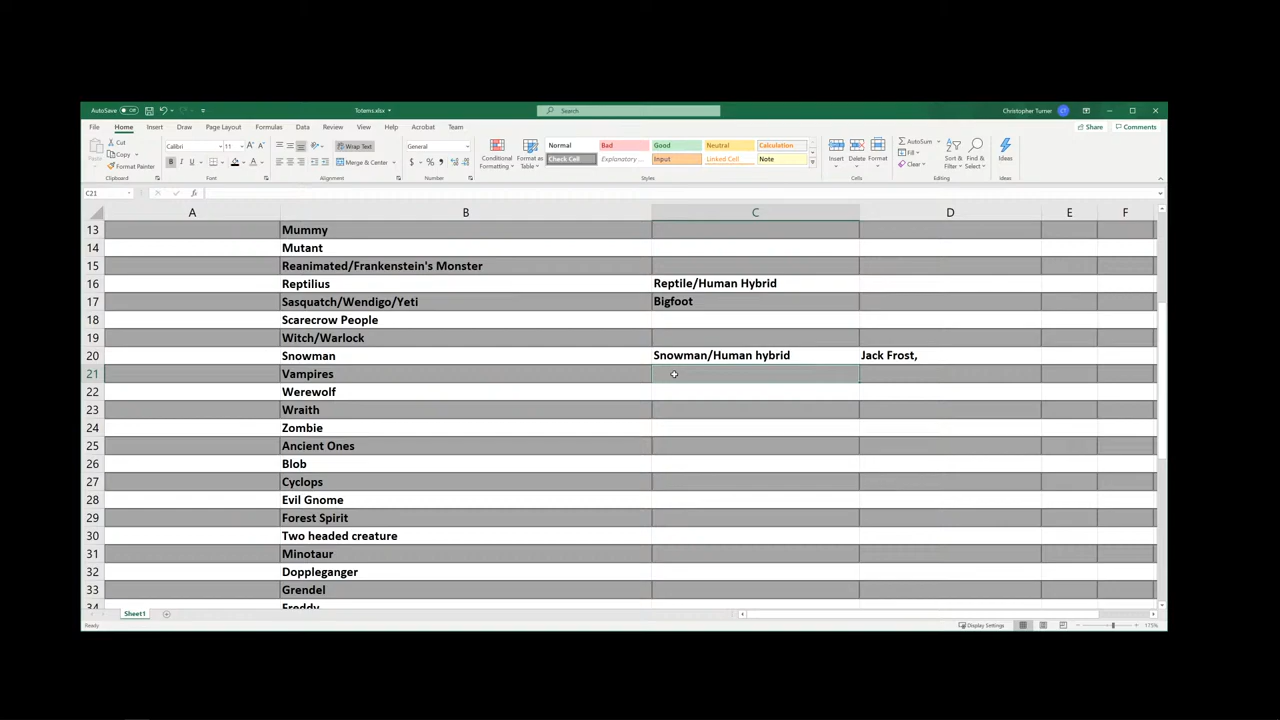 AutoSave Off Totems.xlsx Search Christopher Turner
File Home Insert Draw Page Layout Formulas Data Review View Help Acrobat Team Share Comments
Cut Calibri 11 Wrap Text General Normal Bad Good Neutral Calculation AutoSum
Paste Copy Conditional Format as Insert Delete Format Fill Sort & Find & Ideas
Format Painter B I U Merge & Center $ % Formatting Table Check Cell Explanatory ... Input Linked Cell Note Clear Filter Select
Clipboard Font Alignment Number Styles Cells Editing Ideas
C21 fx
A B C D E F
13 Mummy
14 Mutant
15 Reanimated/Frankenstein's Monster
16 Reptilius Reptile/Human Hybrid
17 Sasquatch/Wendigo/Yeti Bigfoot
18 Scarecrow People
19 Witch/Warlock
20 Snowman Snowman/Human hybrid Jack Frost,
21 Vampires
22 Werewolf
23 Wraith
24 Zombie
25 Ancient Ones
26 Blob
27 Cyclops
28 Evil Gnome
29 Forest Spirit
30 Two headed creature
31 Minotaur
32 Doppleganger
33 Grendel
34 Freddy
Sheet1
Ready Display Settings 175%